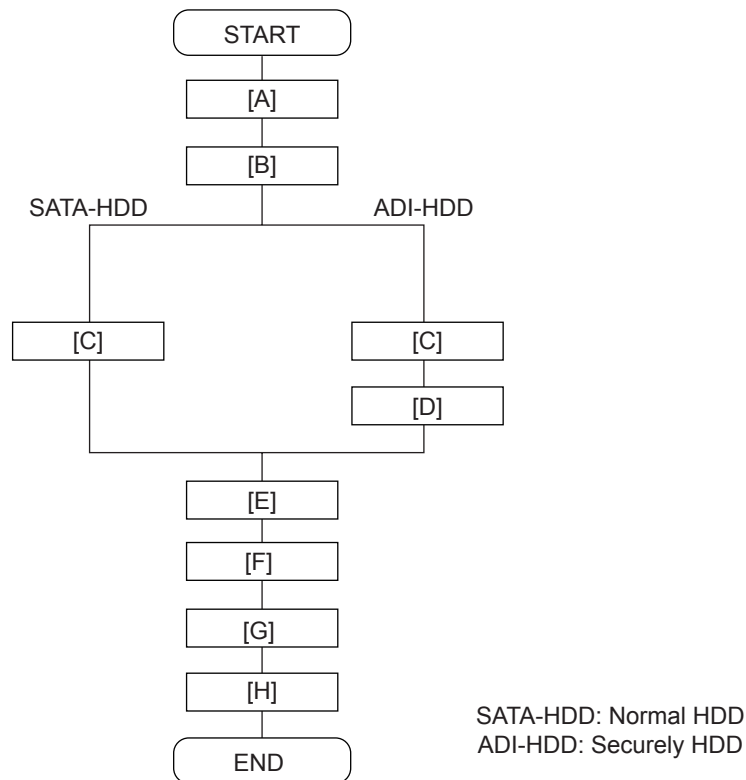 START
[A]
[B]
SATA-HDD
ADI-HDD
[C]
[C]
[D]
[E]
[F]
[G]
[H]
END
SATA-HDD: Normal HDD
ADI-HDD: Securely HDD